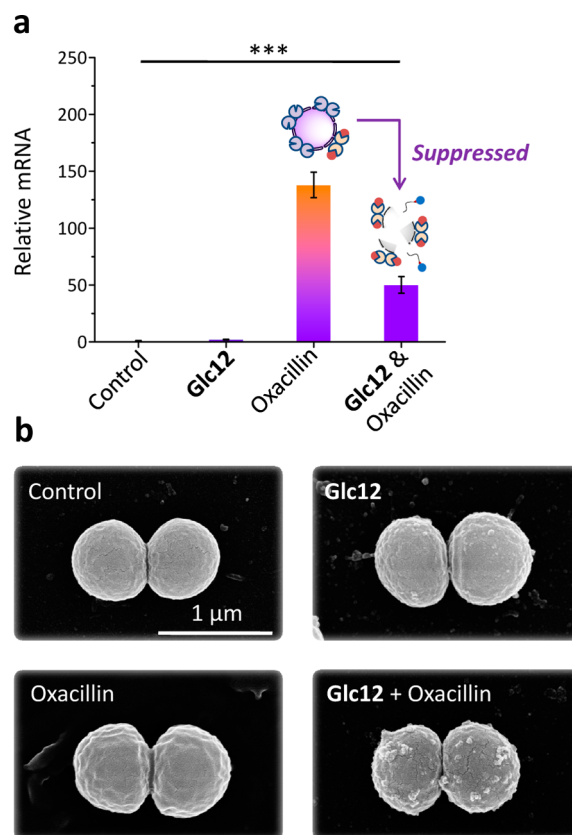 a
***
250
200
150
100
50
0
Relative mRNA
Suppressed
Control
Glc12
Oxacillin
Glc12 &
Oxacillin
b
Control
1 μm
Glc12
Oxacillin
Glc12 + Oxacillin